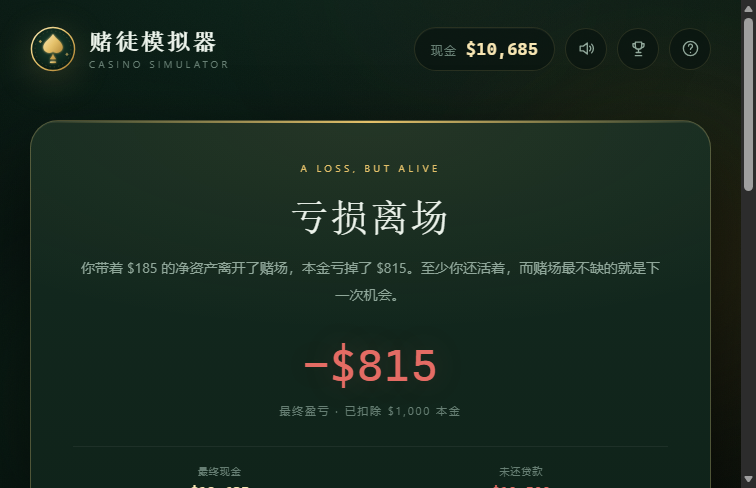 赌徒模拟器
CASINO SIMULATOR
现金 $10,685
A LOSS, BUT ALIVE
亏损离场
你带着 $185 的净资产离开了赌场，本金亏掉了 $815。至少你还活着，而赌场最不缺的就是下
一次机会。
−$815
最终盈亏 · 已扣除 $1,000 本金
最终现金
未还贷款